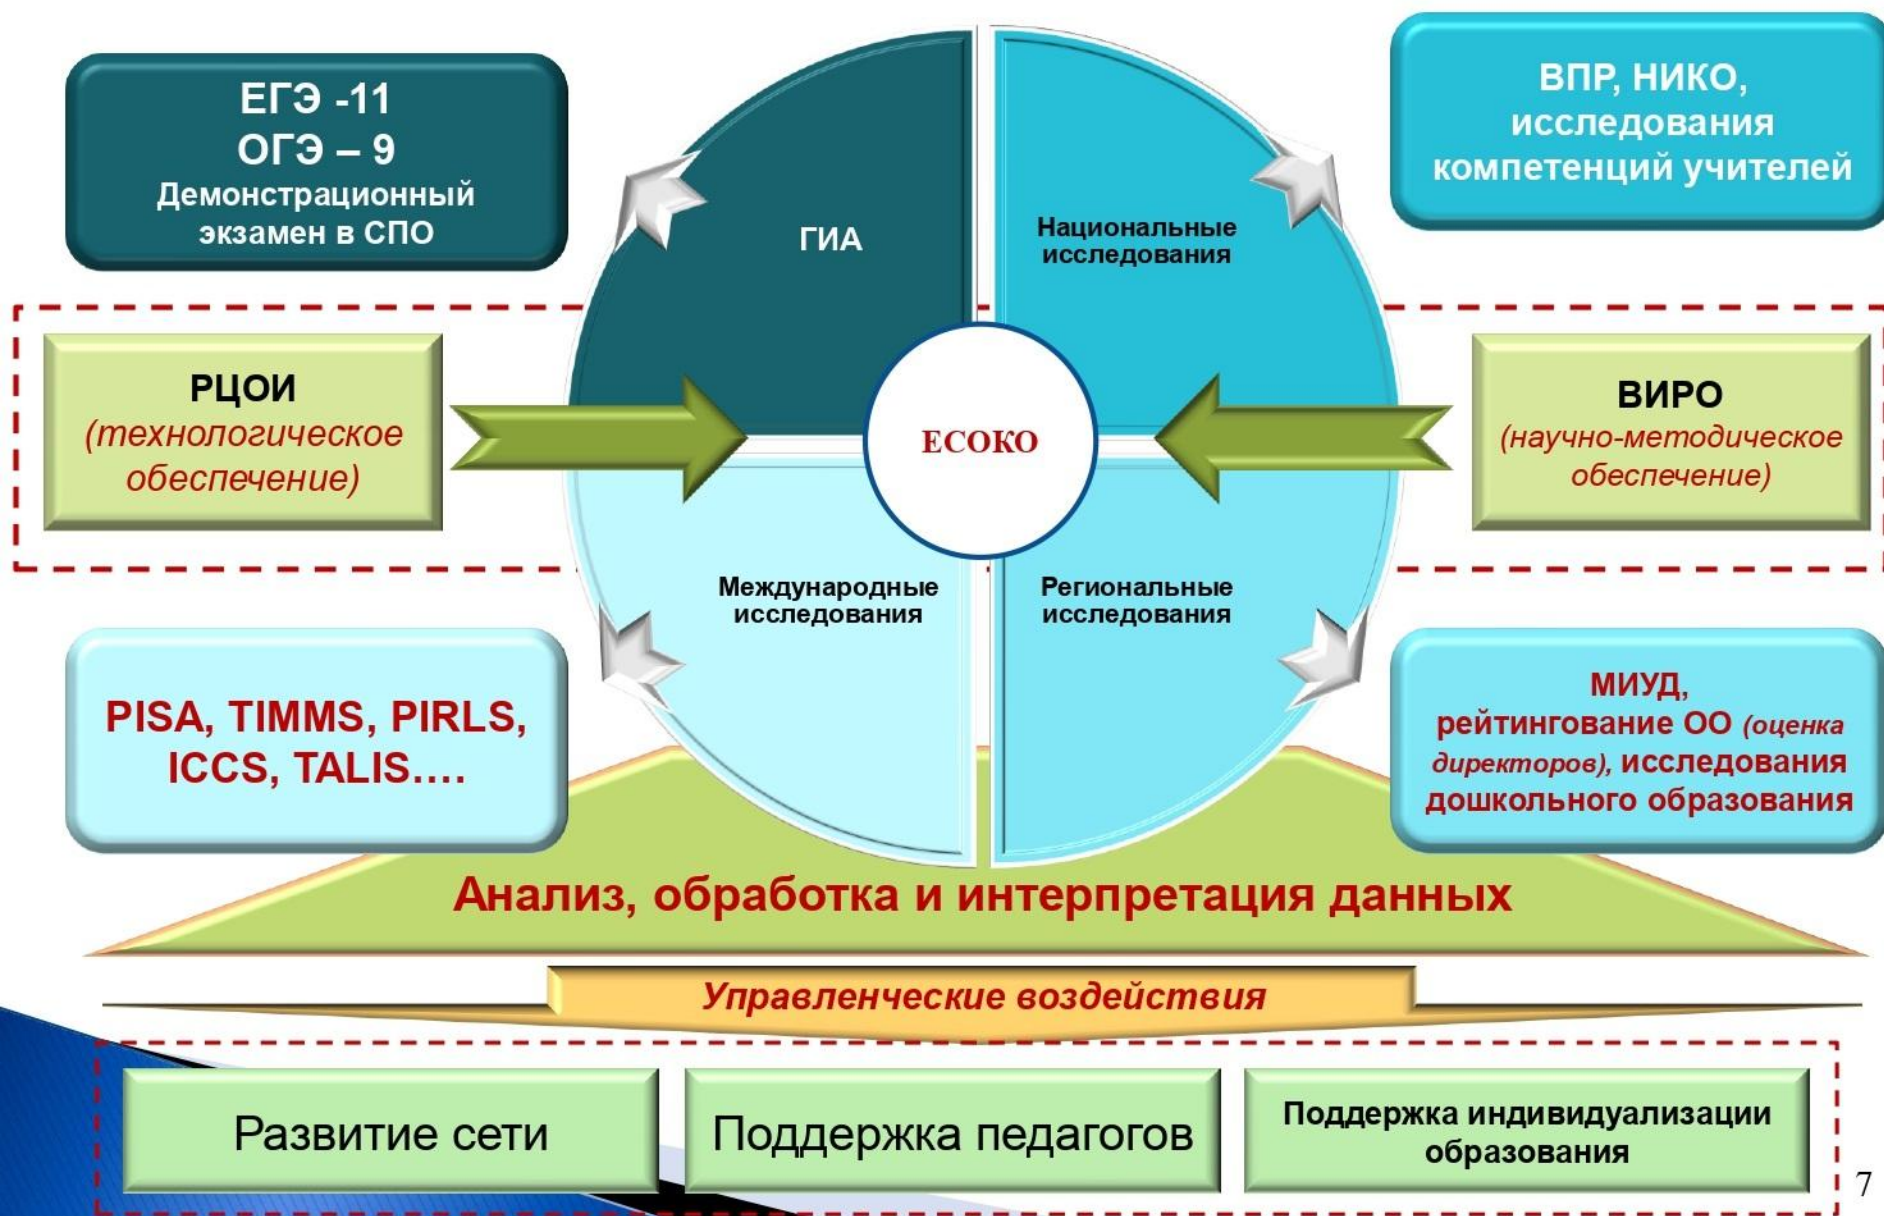 ЕГЭ -11
ОГЭ – 9
Демонстрационный
экзамен в СПО
ГИА
Национальные
исследования
ВПР, НИКО,
исследования
компетенций учителей
РЦОИ
(технологическое
обеспечение)
ЕСОКО
ВИРО
(научно-методическое
обеспечение)
Международные
исследования
Региональные
исследования
PISA, TIMMS, PIRLS,
ICCS, TALIS….
МИУД,
рейтингование ОО (оценка
директоров), исследования
дошкольного образования
Анализ, обработка и интерпретация данных
Управленческие воздействия
Развитие сети
Поддержка педагогов
Поддержка индивидуализации
образования
7